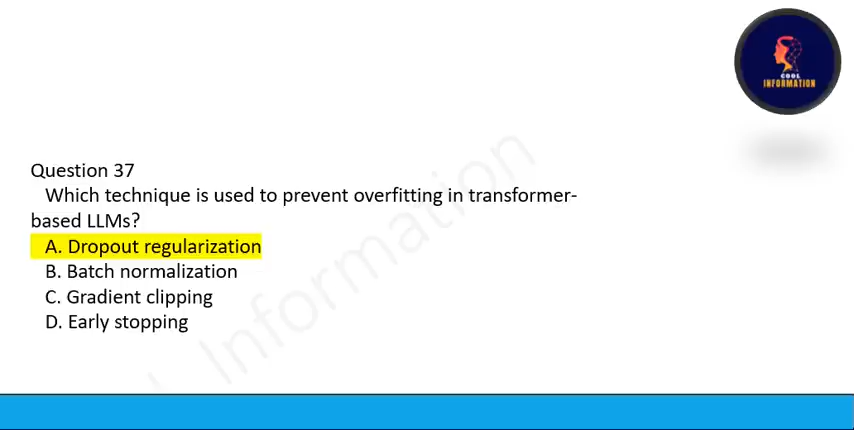 COOL
INFORMATION
Question 37
Which technique is used to prevent overfitting in transformer-
based LLMs?
A. Dropout regularization
B. Batch normalization
C. Gradient clipping
D. Early stopping
l Information